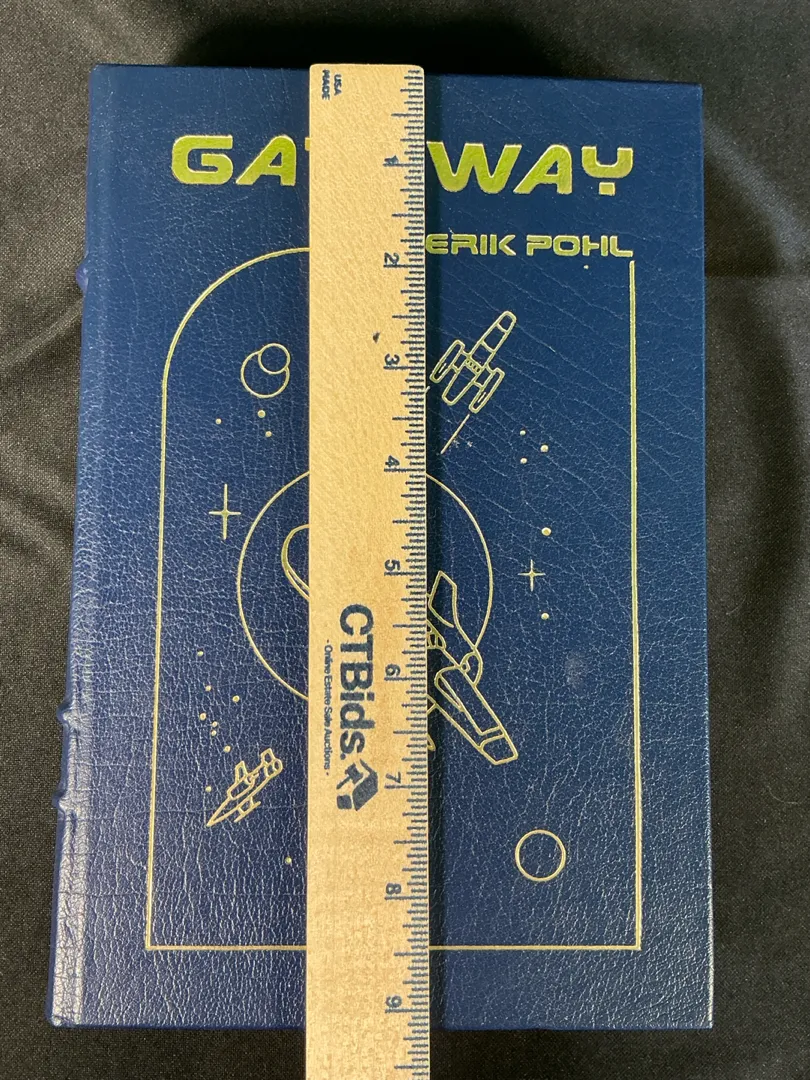 GAT WAY
ERIK POHL
MADE
USA
1
2
3
4
5
6
7
8
9
CTBids.
- Online Estate Sale Auctions -